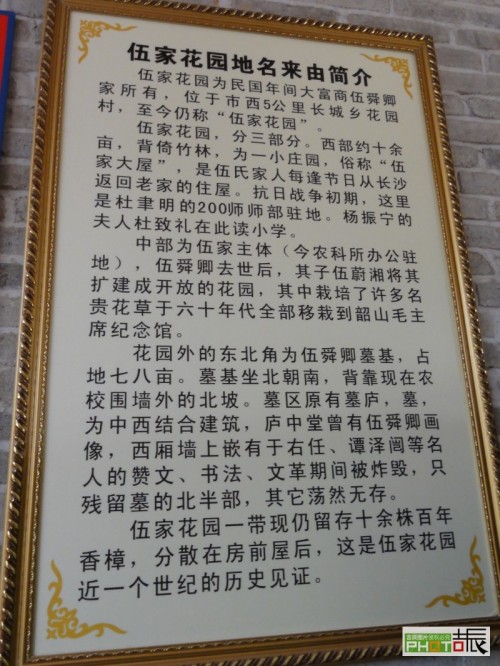 伍家花园地名来由简介
伍家花园为民国年间大富商伍舜卿
家所有，位于市西5公里长城乡花园
村，至今仍称“伍家花园”。
伍家花园，分三部分。西部约十余
亩，背倚竹林，为一小庄园，俗称“伍
家大屋”，是伍氏家人每逢节日从长沙
返回老家的住屋。抗日战争初期，这里
是杜聿明的200师师部驻地。杨振宁的
夫人杜致礼在此读小学。
中部为伍家主体（今农科所办公驻
地），伍舜卿去世后，其子伍蔚湘将其
扩建成开放的花园，其中栽培了许多名
贵花草于六十年代全部移栽到韶山毛主
席纪念馆。
花园外的东北角为伍舜卿墓基，占
地七八亩。墓基坐北朝南，背靠现在农
校围墙外的北坡。墓区原有墓庐，墓，
为中西结合建筑，庐中堂曾有伍舜卿画
像，西厢墙上嵌有于右任、谭泽闿等名
人的赞文、书法、文革期间被炸毁，只
残留墓的北半部，其它荡然无存。
伍家花园一带现仍留存十余株百年
香樟，分散在房前屋后，这是伍家花园
近一个世纪的历史见证。
PHOTO振